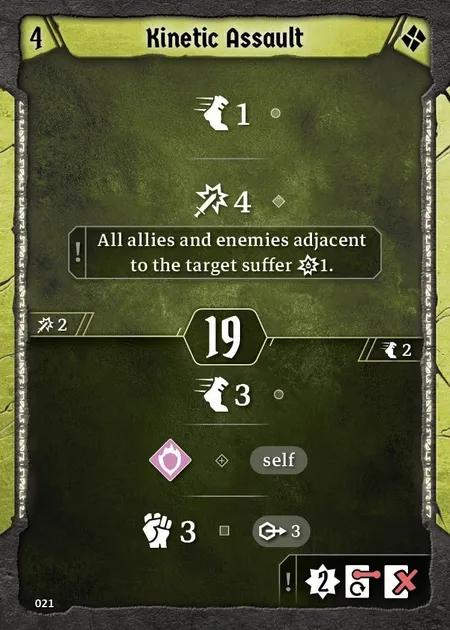 4 Kinetic Assault
1
4
All allies and enemies adjacent
to the target suffer 1.
2
19
2
3
self
3 3
2
021